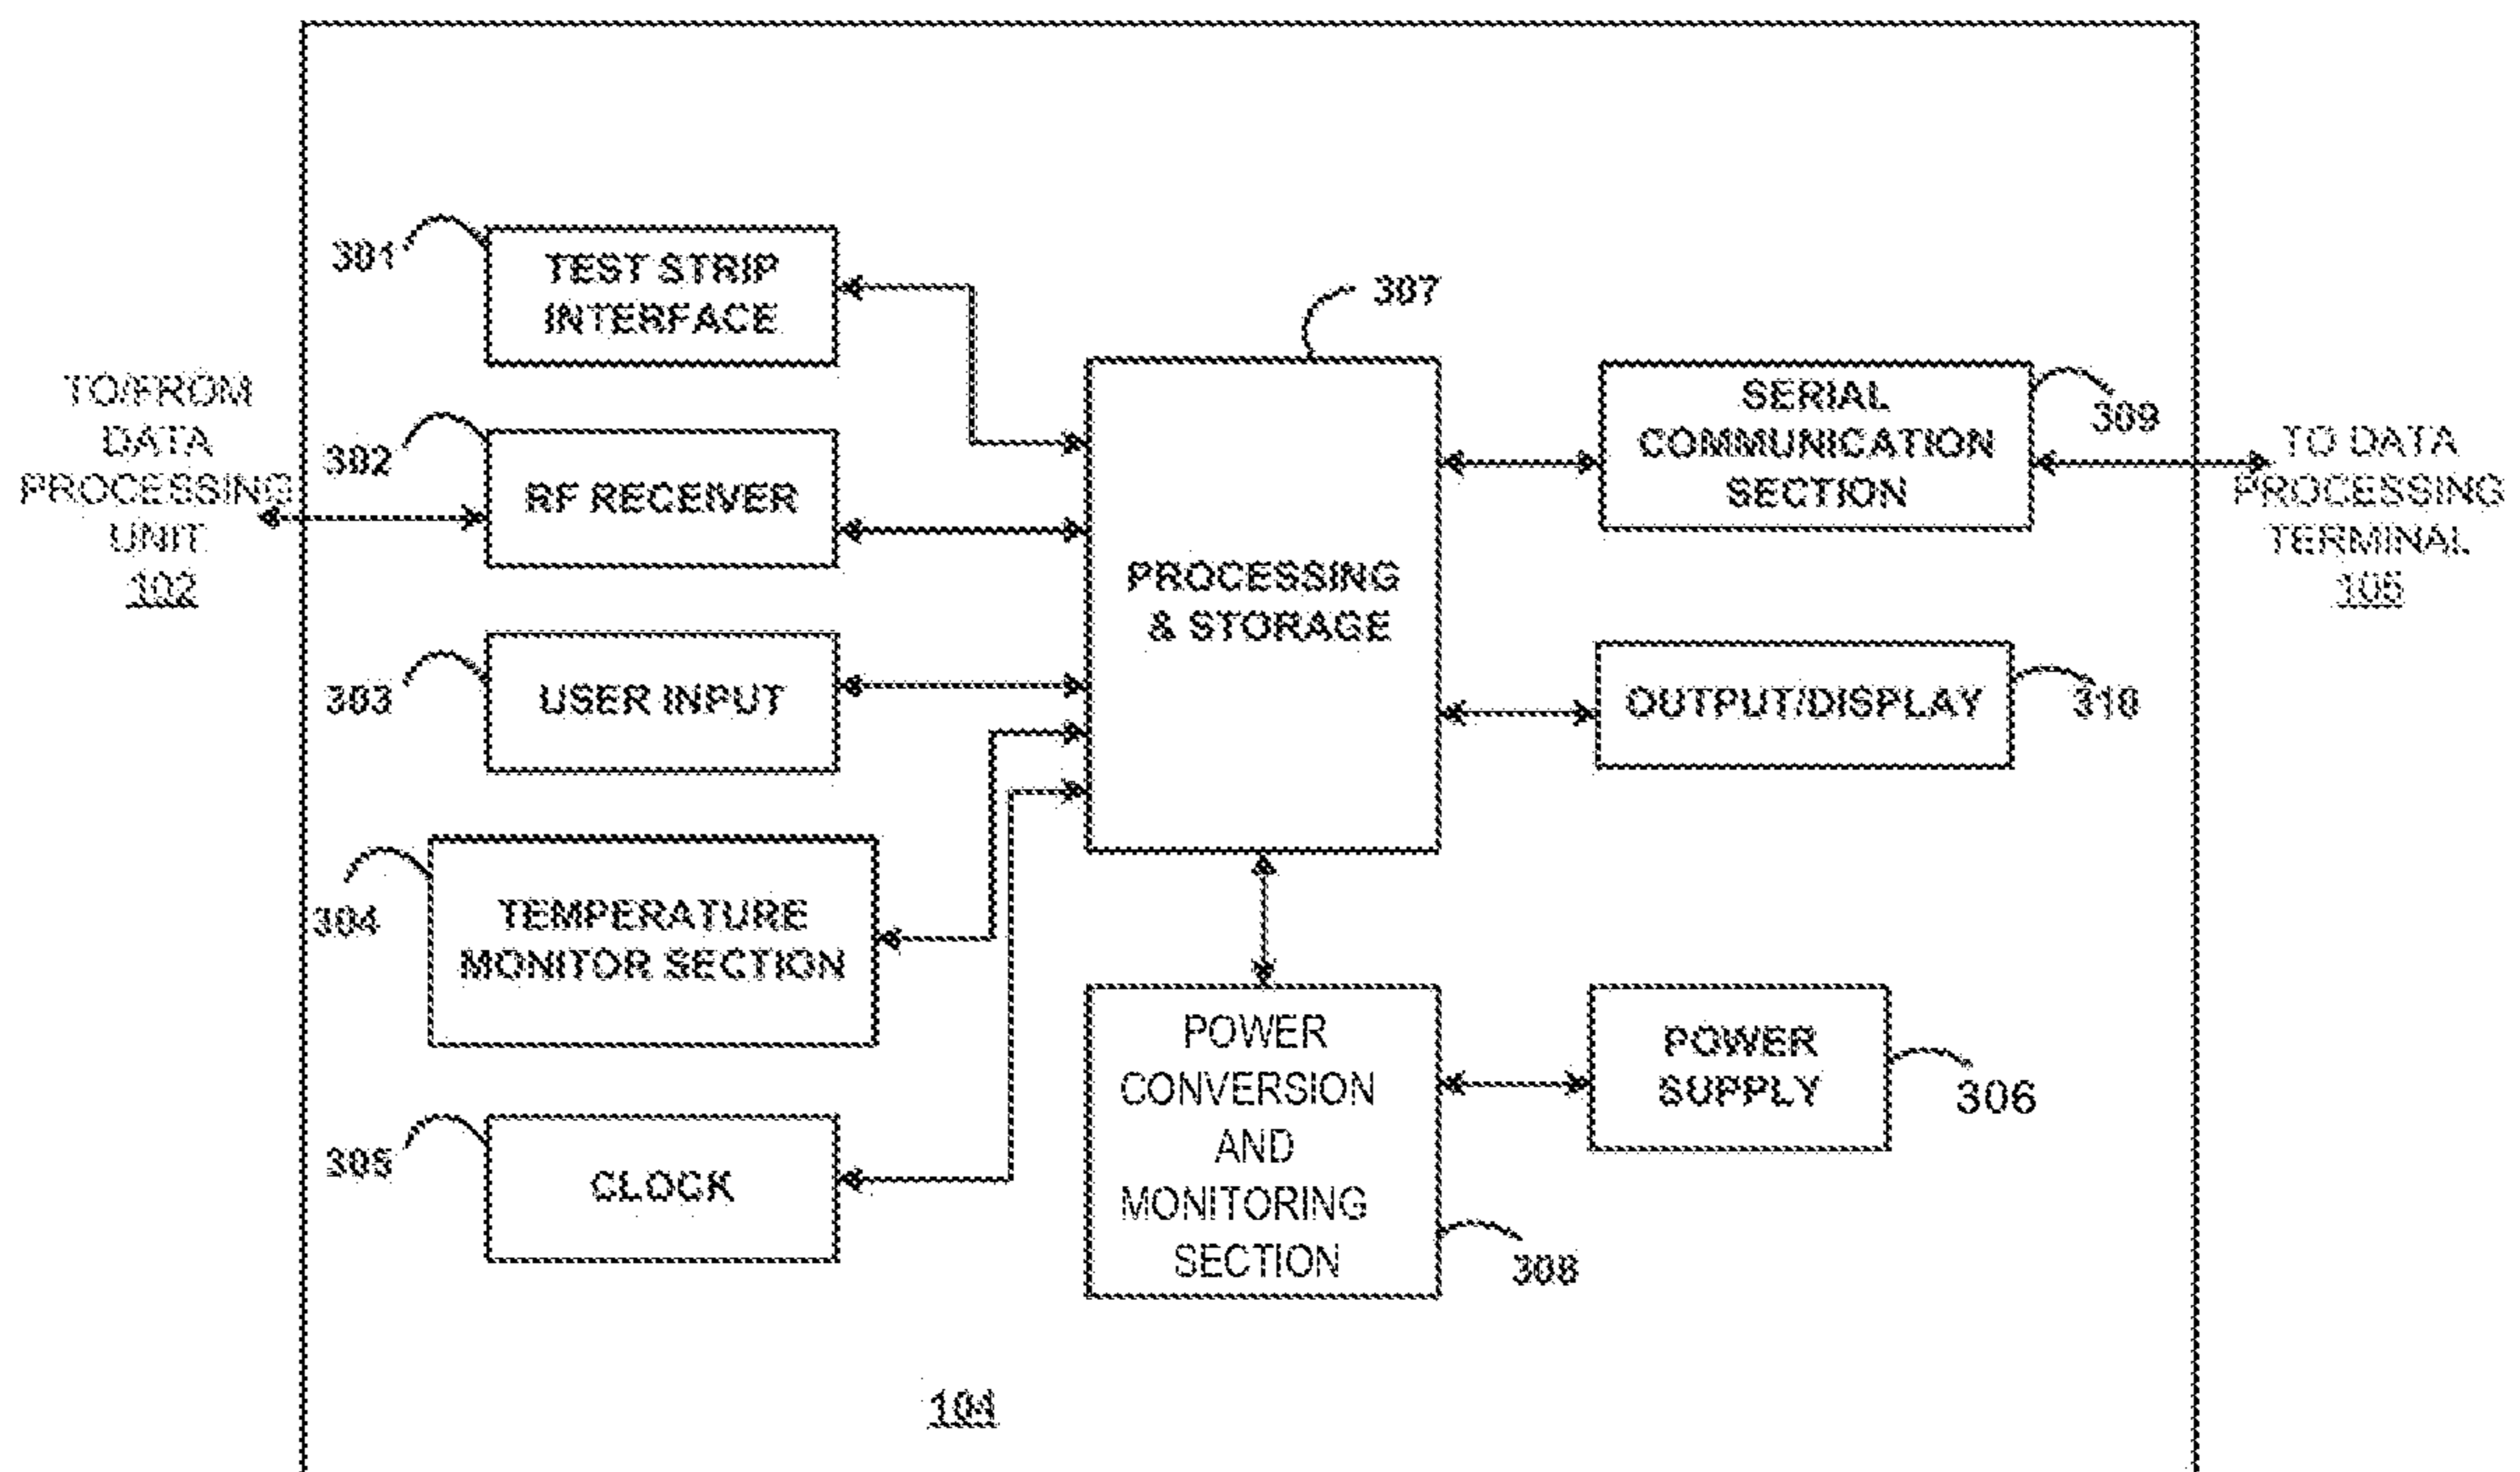 301
TEST STRIP
INTERFACE
307
TO/FROM
DATA
PROCESSING
UNIT
102
302
RF RECEIVER
PROCESSING
& STORAGE
SERIAL
COMMUNICATION
SECTION
309
TO DATA
PROCESSING
TERMINAL
105
303
USER INPUT
OUTPUT/DISPLAY
310
304
TEMPERATURE
MONITOR SECTION
305
CLOCK
POWER
CONVERSION
AND
MONITORING
SECTION
308
POWER
SUPPLY
306
104